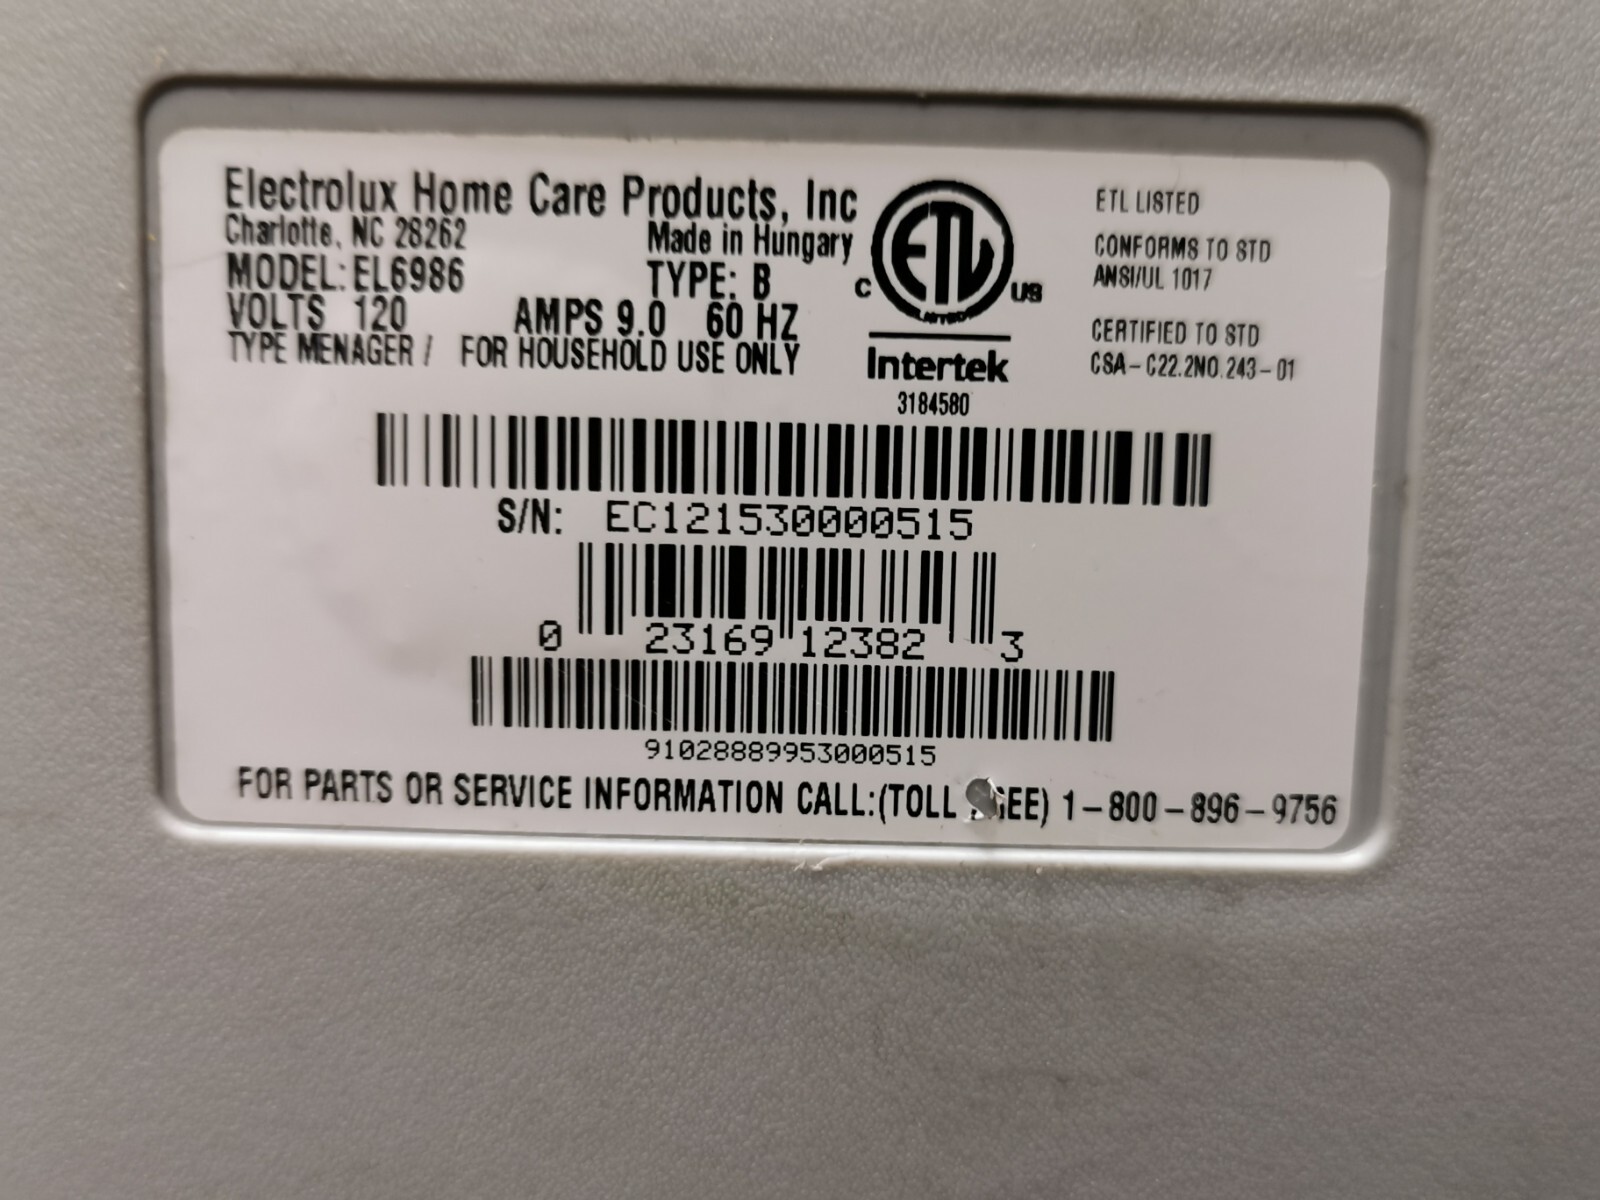 Electrolux Home Care Products, Inc
Charlotte, NC 28262 Made in Hungary
MODEL: EL6986 TYPE: B
VOLTS 120 AMPS 9.0 60 HZ
TYPE MENAGER / FOR HOUSEHOLD USE ONLY
ETL
LISTED
C US
Intertek
3184580
ETL LISTED
CONFORMS TO STD
ANSI/UL 1017
CERTIFIED TO STD
CSA-C22.2NO.243-01
S/N: EC121530000515
0 23169 12382 3
91028889953000515
FOR PARTS OR SERVICE INFORMATION CALL:(TOLL 1-800-896-9756